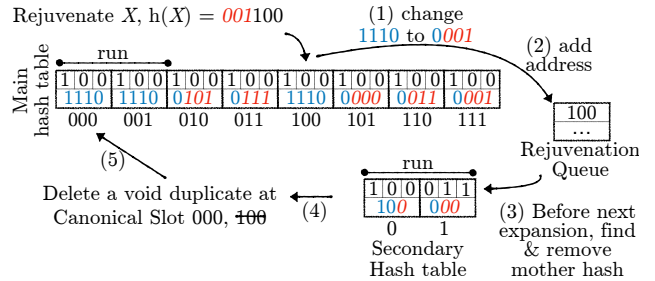 Rejuvenate X, h(X) = 001100
(1) change
1110 to 0001
(2) add
address
Main
hash table
run
1 0 0 1 0 0 1 0 0 1 0 0 1 0 0 1 0 0 1 0 0 1 0 0
1110 1110 0101 0111 1110 0000 0011 0001
000 001 010 011 100 101 110 111
100
...
Rejuvenation
Queue
(5)
run
1 0 0 0 1 1
100 000
0 1
Secondary
Hash table
(4)
Delete a void duplicate at
Canonical Slot 000, 100
(3) Before next
expansion, find
& remove
mother hash